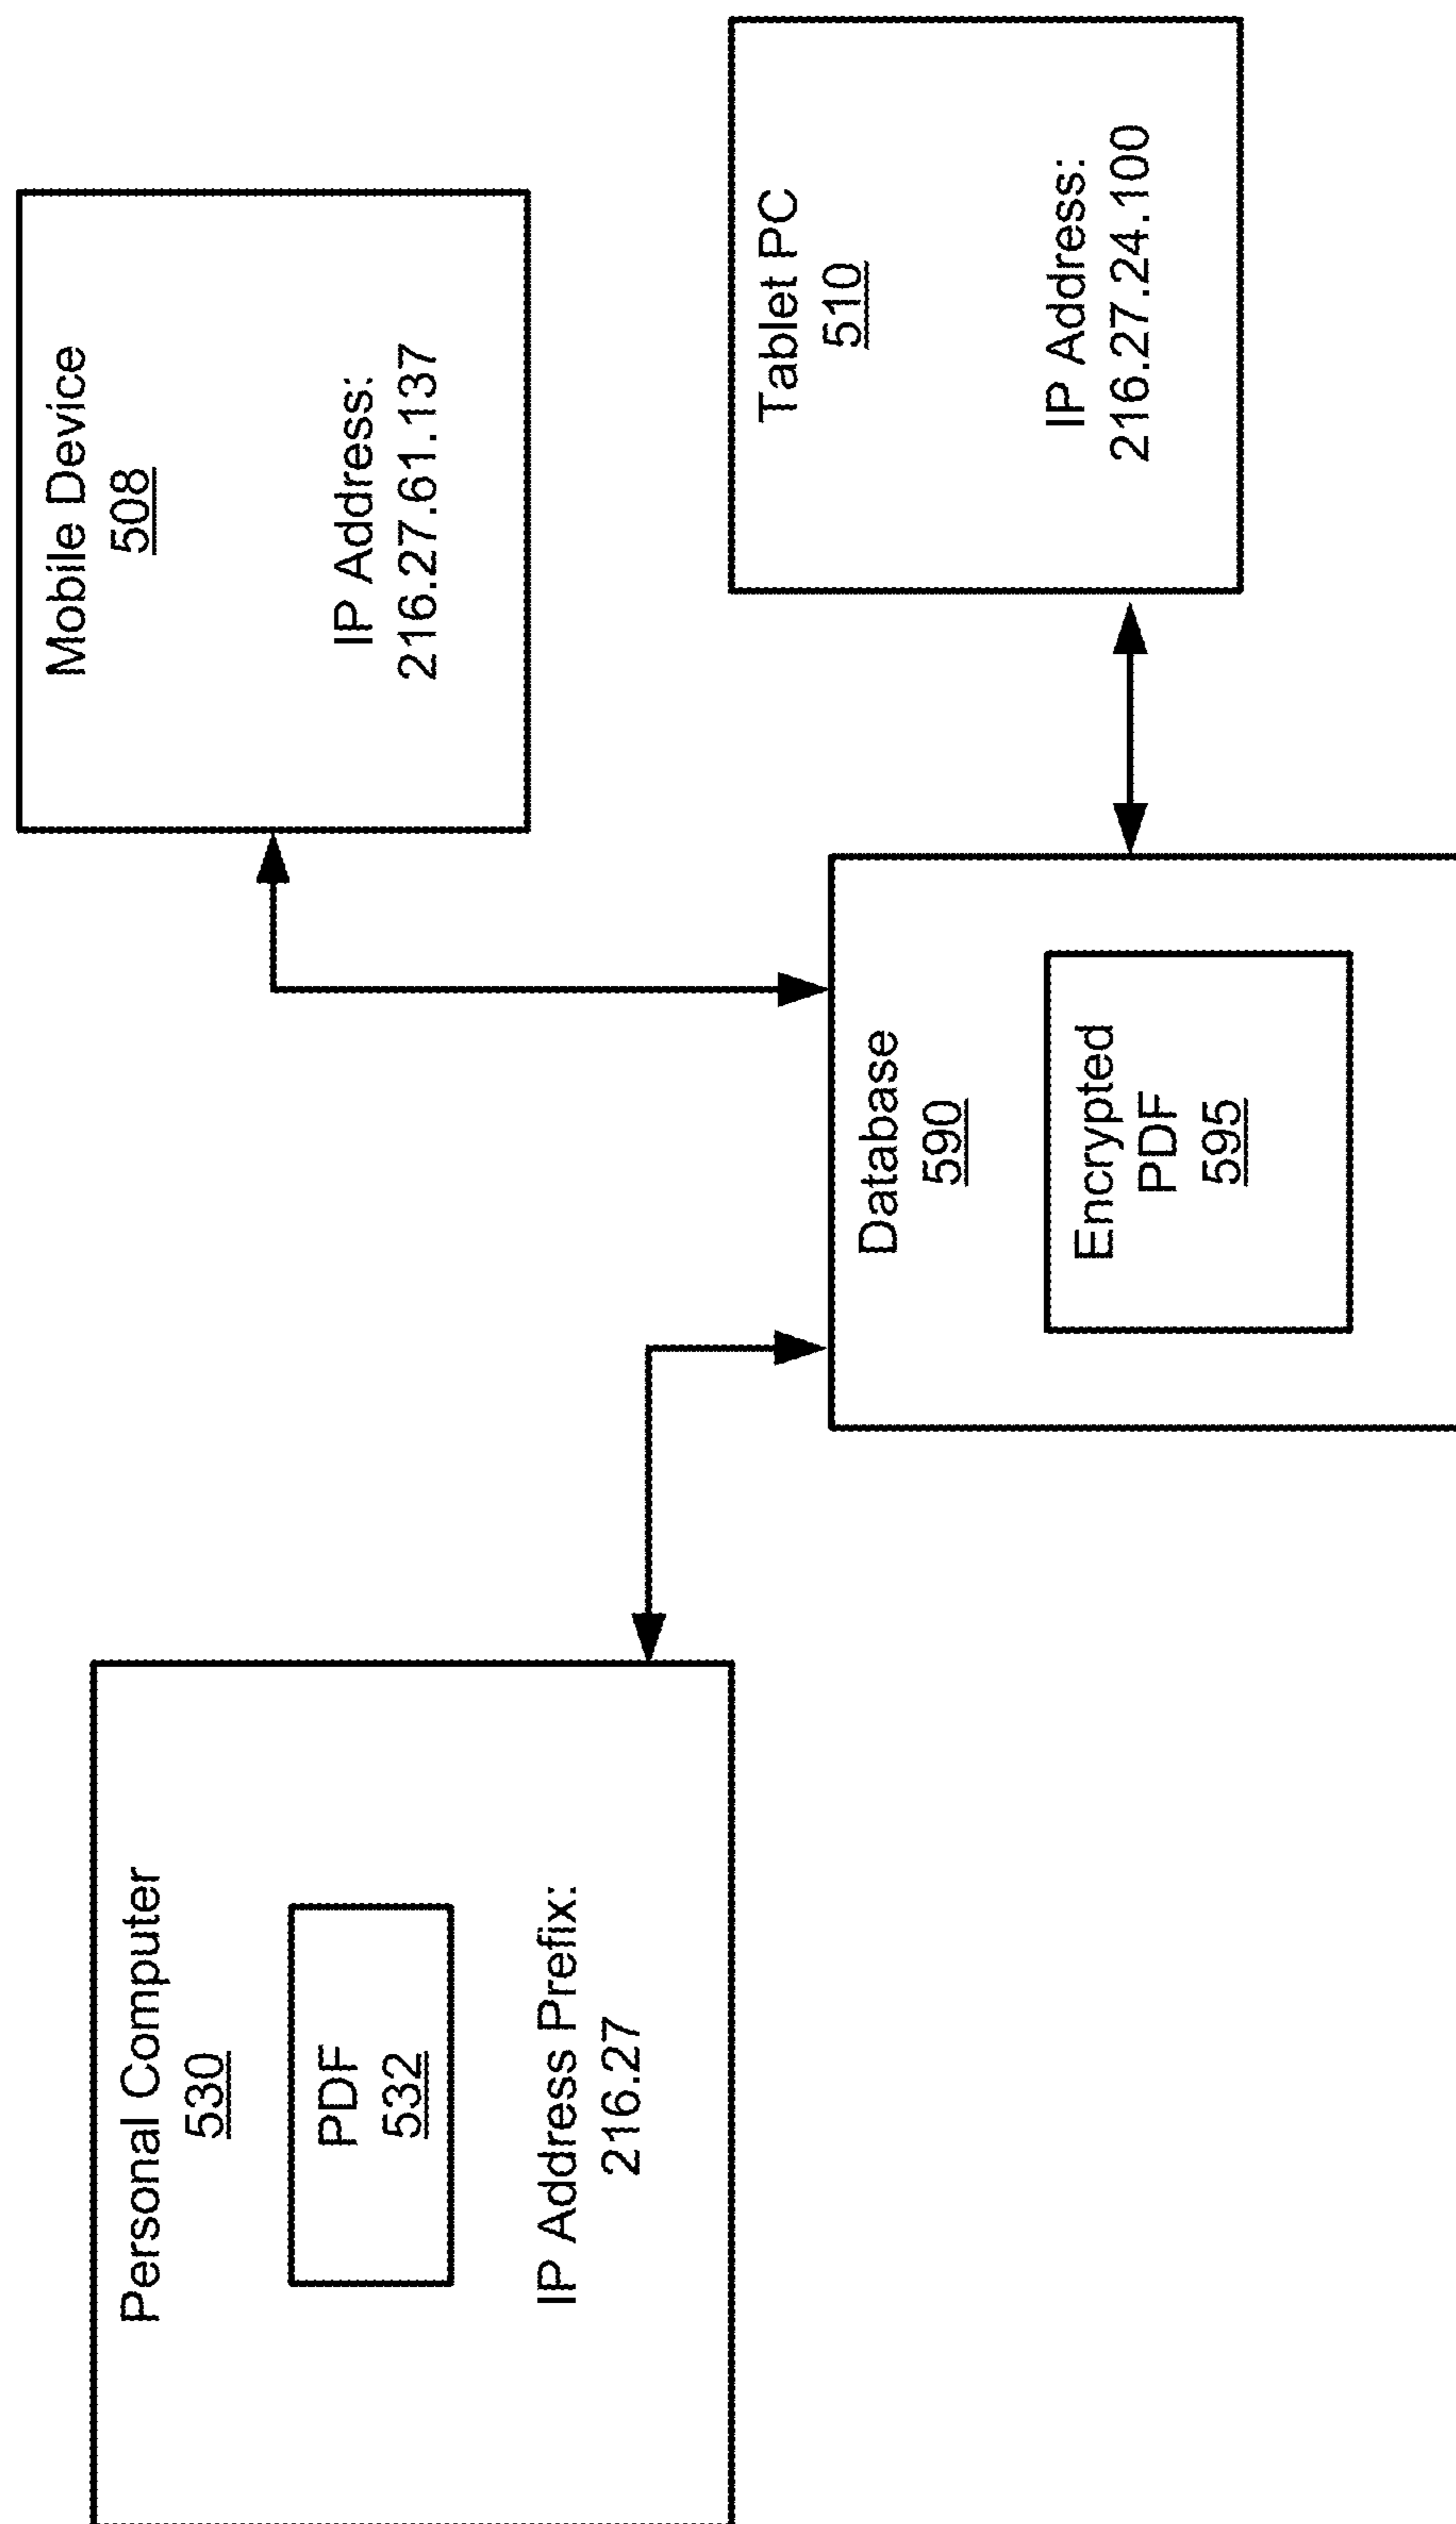 Personal Computer
530
PDF
532
IP Address Prefix:
216.27
Mobile Device
508
IP Address:
216.27.61.137
Database
590
Encrypted
PDF
595
Tablet PC
510
IP Address:
216.27.24.100